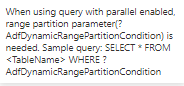 When using query with parallel enabled,
range partition parameter(?
AdfDynamicRangePartitionCondition) is
needed. Sample query: SELECT * FROM
<TableName> WHERE ?
AdfDynamicRangePartitionCondition